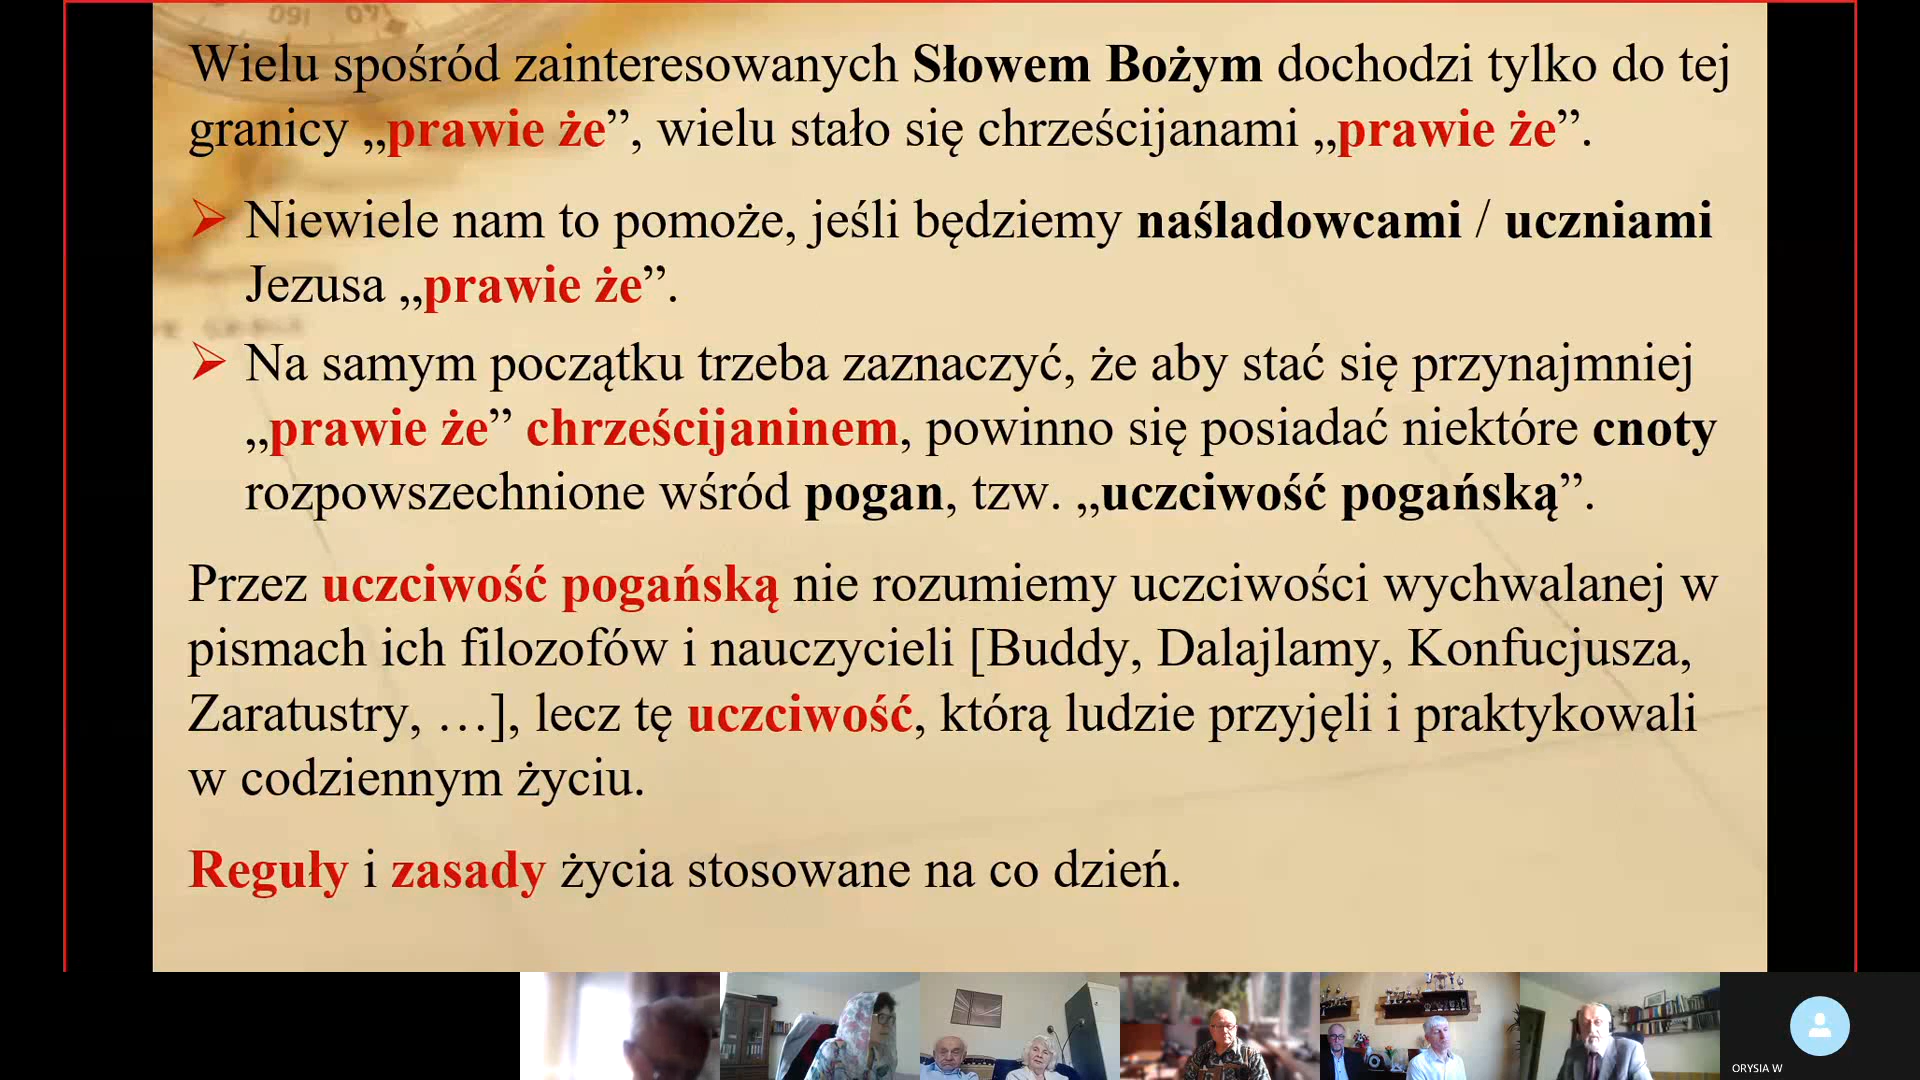 Wielu spośród zainteresowanych Słowem Bożym dochodzi tylko do tej
granicy „prawie że”, wielu stało się chrześcijanami „prawie że”.
Niewiele nam to pomoże, jeśli będziemy naśladowcami / uczniami
Jezusa „prawie że”.
Na samym początku trzeba zaznaczyć, że aby stać się przynajmniej
„prawie że” chrześcijaninem, powinno się posiadać niektóre cnoty
rozpowszechnione wśród pogan, tzw. „uczciwość pogańską”.
Przez uczciwość pogańską nie rozumiemy uczciwości wychwalanej w
pismach ich filozofów i nauczycieli [Buddy, Dalajlamy, Konfucjusza,
Zaratustry, …], lecz tę uczciwość, którą ludzie przyjęli i praktykowali
w codziennym życiu.
Reguły i zasady życia stosowane na co dzień.
ORYSIA W